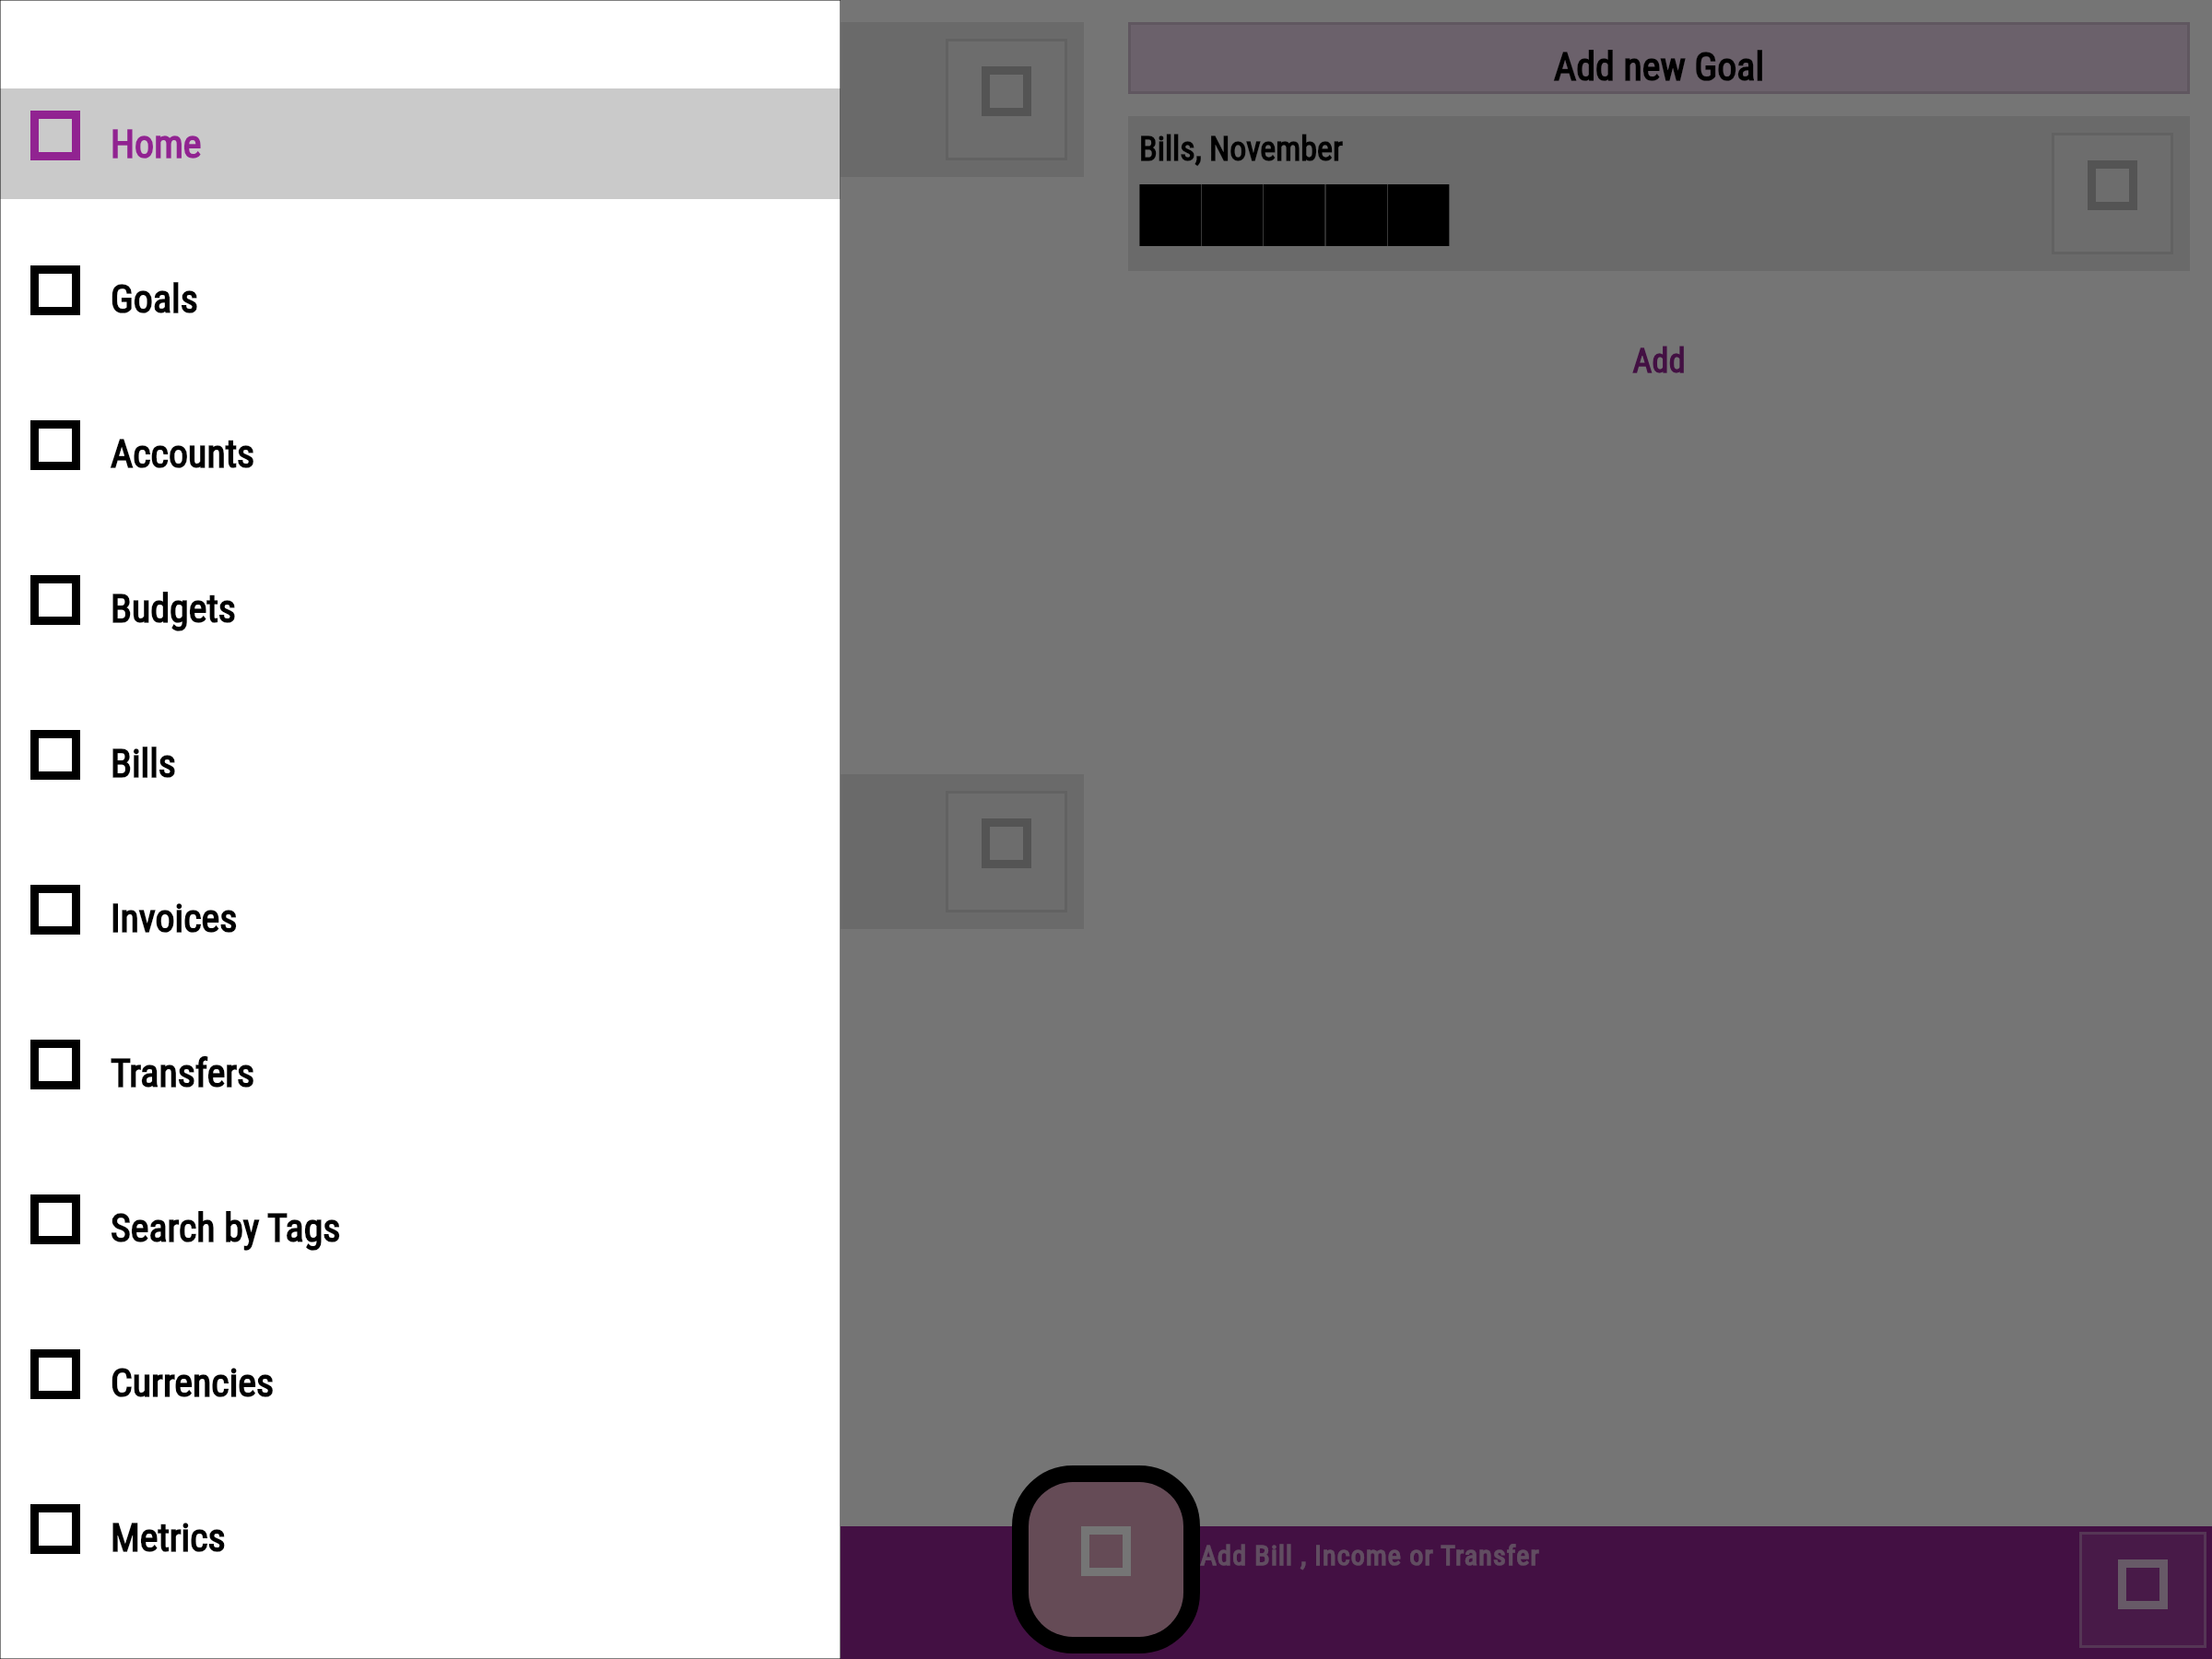 Home
Goals
Accounts
Budgets
Bills
Invoices
Transfers
Search by Tags
Currencies
Metrics
Add new Goal
Bills, November
Add
Add Bill , Income or Transfer